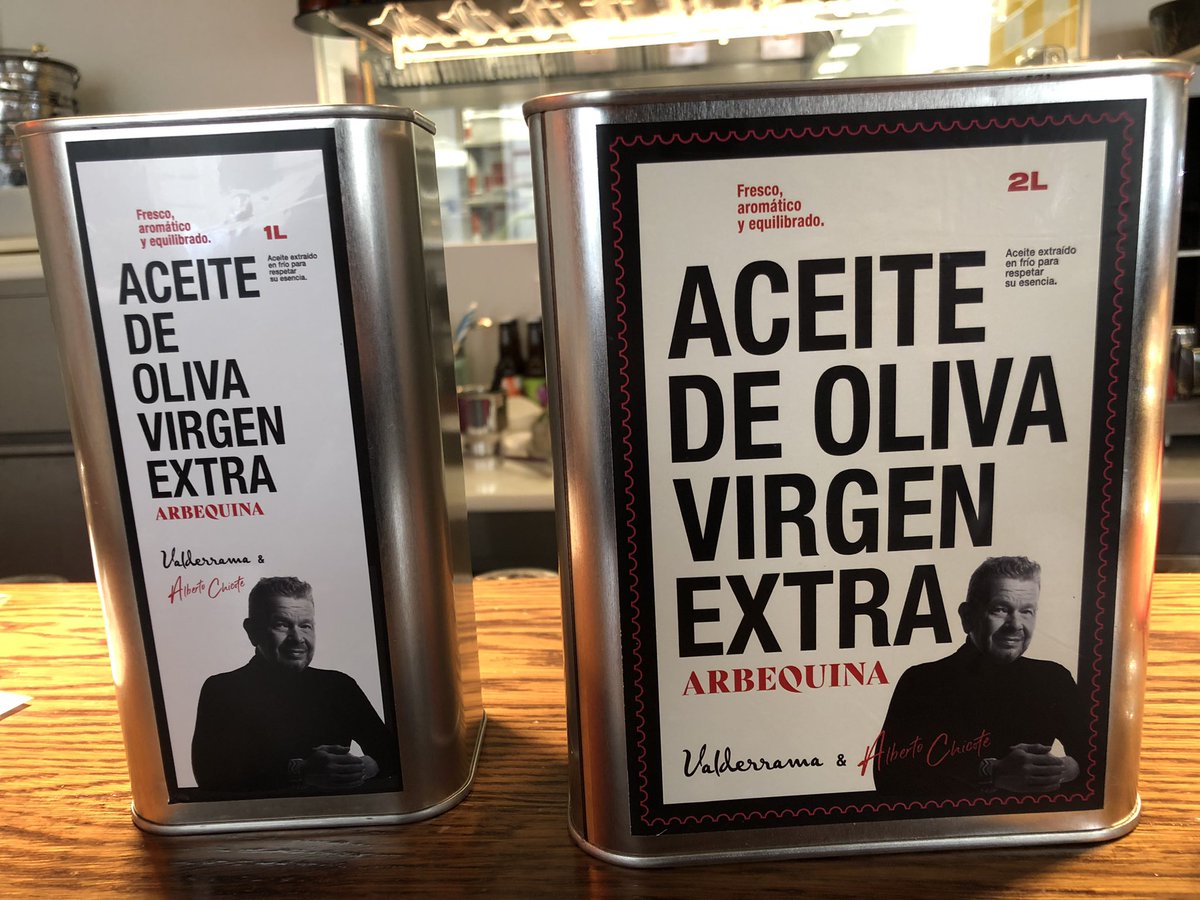 Fresco,
aromático
y equilibrado.
1L
Aceite extraído
en frío para
respetar
su esencia.
ACEITE
DE
OLIVA
VIRGEN
EXTRA
ARBEQUINA
Valderrama &
Alberto Chicote
Fresco,
aromático
y equilibrado.
2L
Aceite extraído
en frío para
respetar
su esencia.
ACEITE
DE OLIVA
VIRGEN
EXTRA
ARBEQUINA
Valderrama & Alberto Chicote